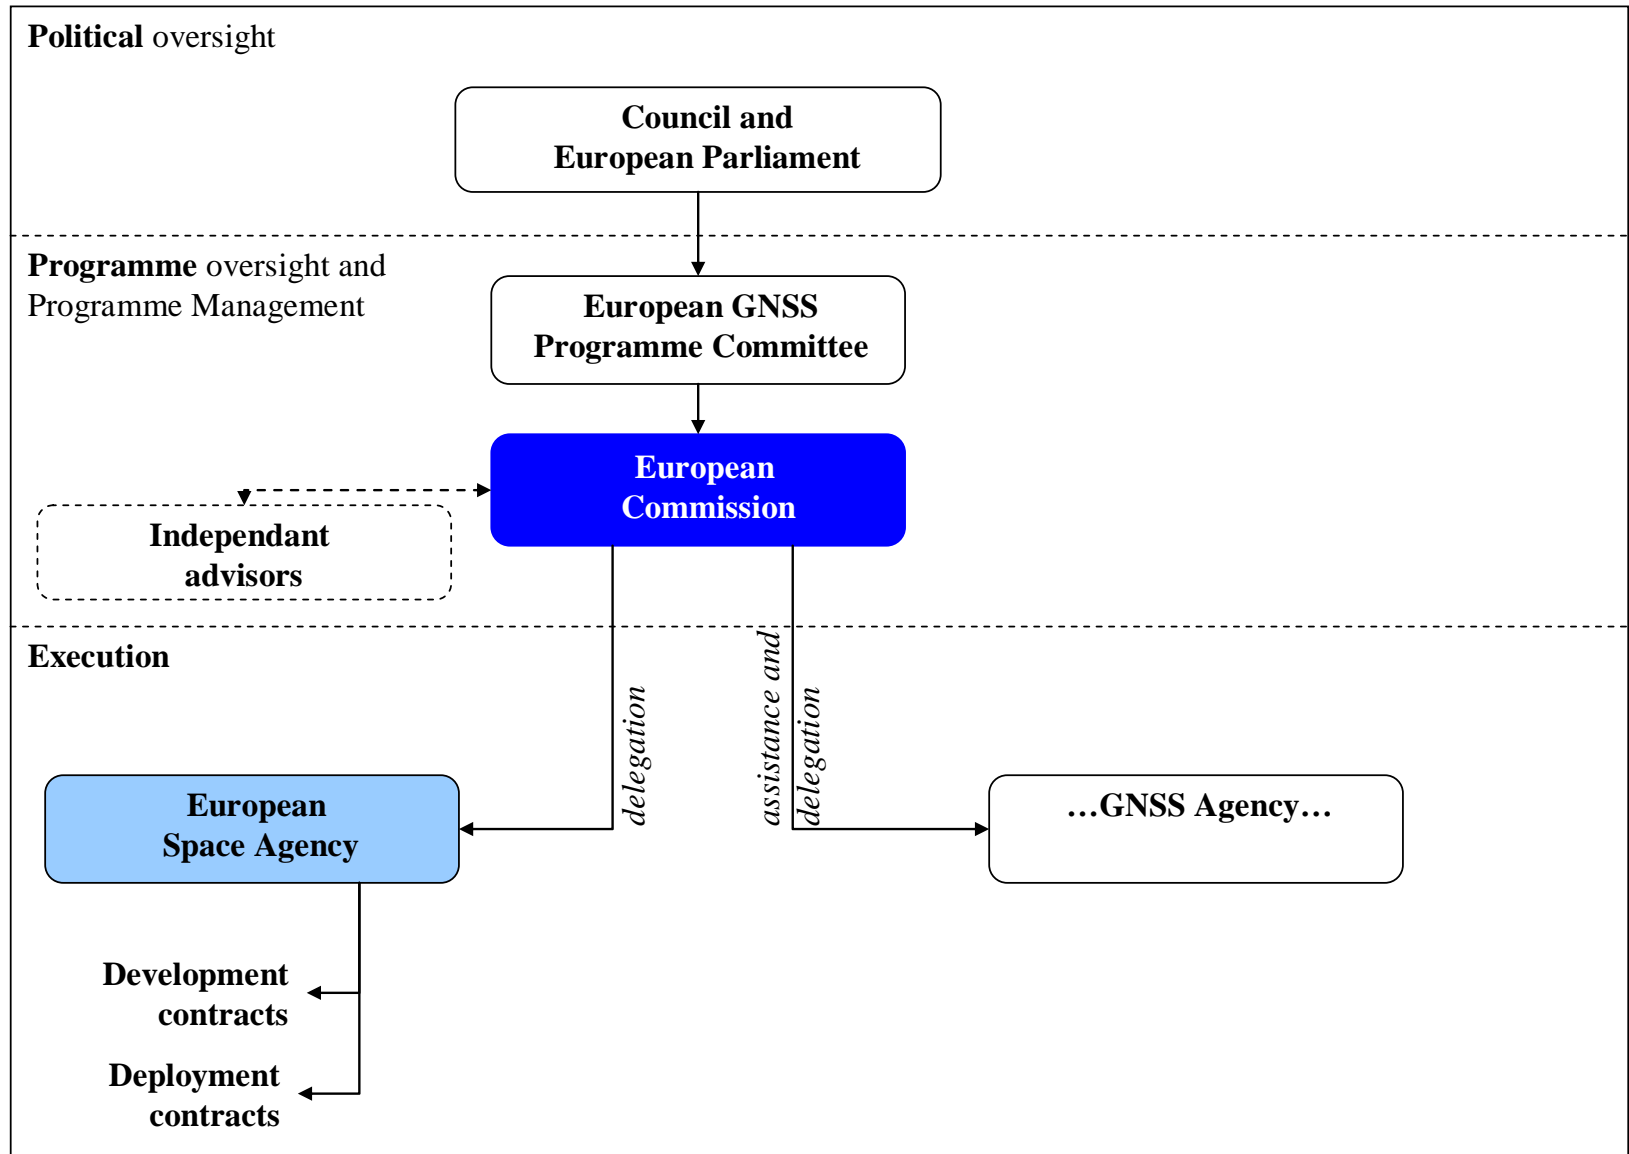 Political oversight
Council and
European Parliament
Programme oversight and
Programme Management
European GNSS
Programme Committee
European
Commission
Independant
advisors
Execution
delegation
assistance and
delegation
European
Space Agency
…GNSS Agency…
Development
contracts
Deployment
contracts